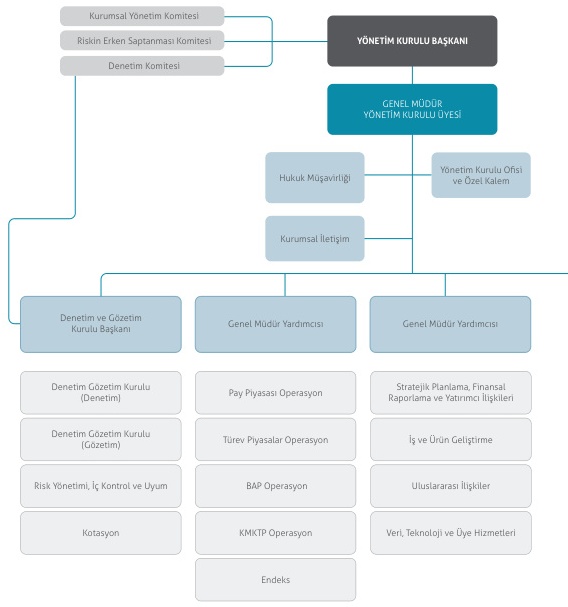 Kurumsal Yönetim Komitesi
Riskin Erken Saptanması Komitesi
Denetim Komitesi
YÖNETİM KURULU BAŞKANI
GENEL MÜDÜR
YÖNETİM KURULU ÜYESİ
Hukuk Müşavirliği
Yönetim Kurulu Ofisi
ve Özel Kalem
Kurumsal İletişim
Denetim ve Gözetim
Kurulu Başkanı
Genel Müdür Yardımcısı
Genel Müdür Yardımcısı
Denetim Gözetim Kurulu
(Denetim)
Denetim Gözetim Kurulu
(Gözetim)
Risk Yönetimi, İç Kontrol ve Uyum
Kotasyon
Pay Piyasası Operasyon
Türev Piyasalar Operasyon
BAP Operasyon
KMKTP Operasyon
Endeks
Stratejik Planlama, Finansal
Raporlama ve Yatırımcı İlişkileri
İş ve Ürün Geliştirme
Uluslararası İlişkiler
Veri, Teknoloji ve Üye Hizmetleri